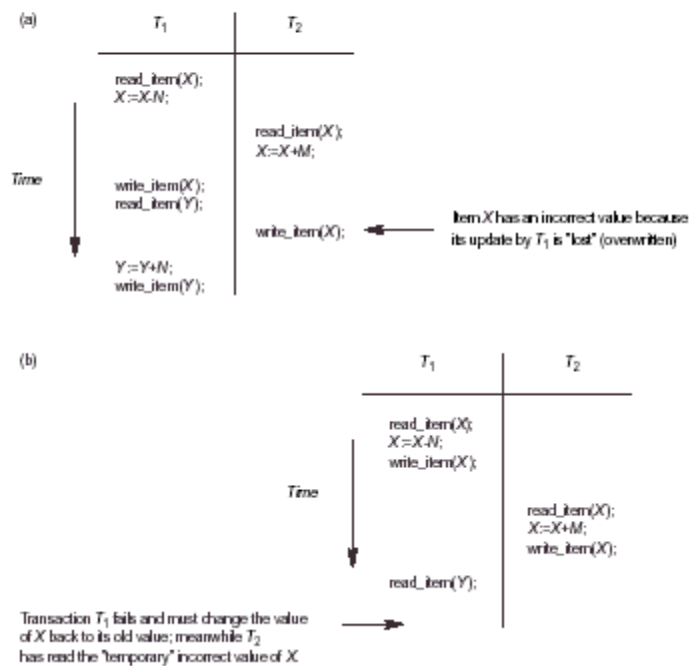 (a)
T1
T2
read_item(X);
X:=X-N;
read_item(X);
X:=X+M;
Time
write_item(X);
read_item(Y);
write_item(X);
Item X has an incorrect value because
its update by T1 is "lost" (overwritten)
Y:=Y+N;
write_item(Y);
(b)
T1
T2
read_item(X);
X:=X-N;
write_item(X);
Time
read_item(X);
X:=X+M;
write_item(X);
read_item(Y);
Transaction T1 fails and must change the value
of X back to its old value; meanwhile T2
has read the "temporary" incorrect value of X